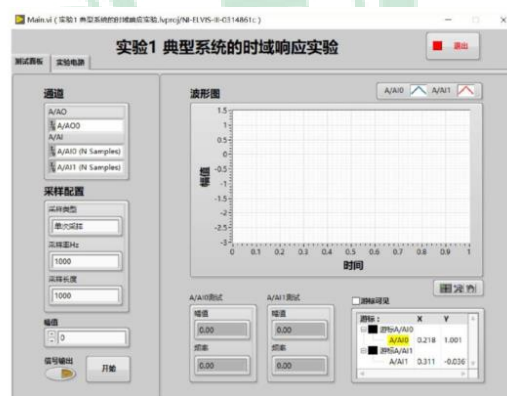 Main.vi ( 实验1 典型系统的时域响应实验.lvproj/NI-ELVIS-III-0314861c )
实验1 典型系统的时域响应实验
退出
测试面板 实验电路
通道
A/AO
A/AO0
A/AI
A/AI0 (N Samples)
A/AI1 (N Samples)
采样配置
采样类型
单次采样
采样率Hz
1000
采样长度
1000
幅值
0
信号输出
开始
波形图
A/AI0
A/AI1
幅值
1.5
1
0.5
0
-0.5
-1
-1.5
-2
-2.5
-3
0 0.1 0.2 0.3 0.4 0.5 0.6 0.7 0.8 0.9 1
时间
A/AI0测试
幅值
0.00
频率
0.00
A/AI1测试
幅值
0.00
频率
0.00
游标可见
游标: X Y
游标A/AI0
A/AI0 0.218 1.001
游标A/AI1
A/AI1 0.311 -0.036